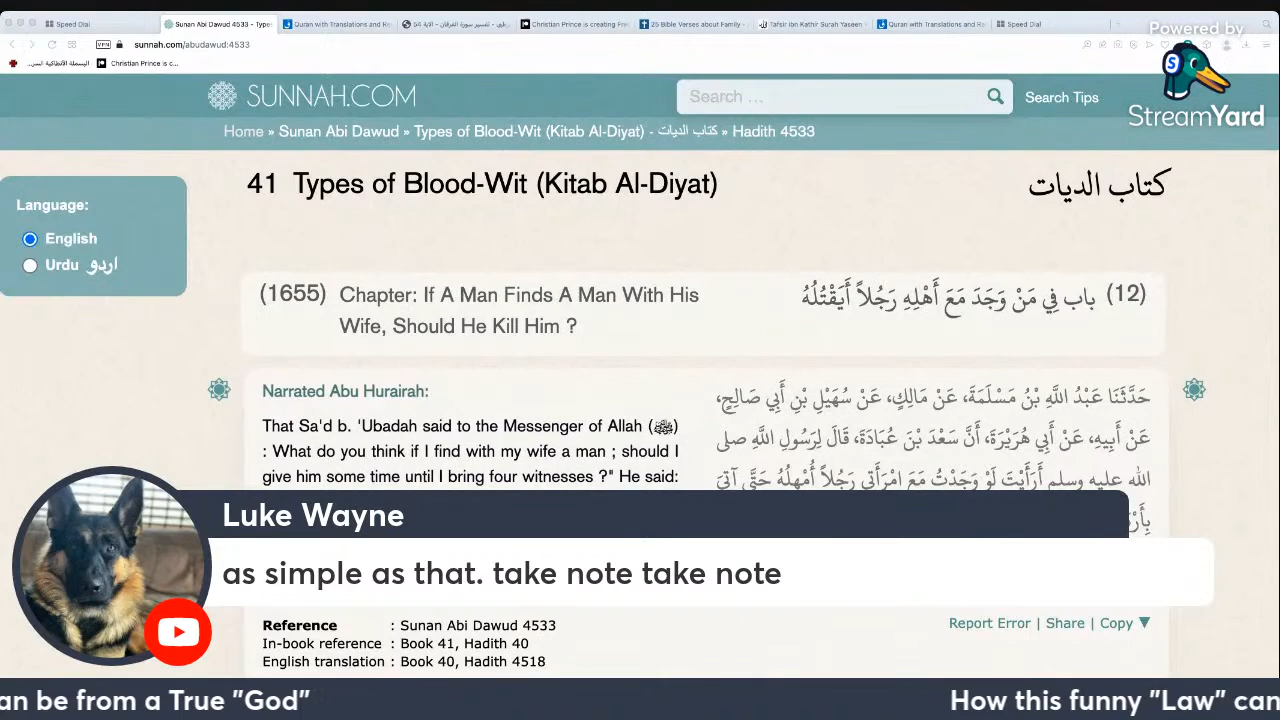 Speed Dial
Sunan Abi Dawud 4533 - Types
Quran with Translations and Re
تفسير سورة الفرقان - الآية 54
Christian Prince is creating Fre
25 Bible Verses about Family -
Tafsir ibn Kathir Surah Yaseen
Quran with Translations and Re
Speed Dial
VPN
sunnah.com/abudawud:4533
Christian Prince is c...
Powered by
StreamYard
SUNNAH.COM
Search ...
Search Tips
Home » Sunan Abi Dawud » Types of Blood-Wit (Kitab Al-Diyat) - كتاب الديات » Hadith 4533
41 Types of Blood-Wit (Kitab Al-Diyat)
كتاب الديات
Language:
English
Urdu اردو
(1655) Chapter: If A Man Finds A Man With His
Wife, Should He Kill Him ?
(12) باب فِي مَنْ وَجَدَ مَعَ أَهْلِهِ رَجُلاً أَيَقْتُلُهُ
Narrated Abu Hurairah:
That Sa'd b. 'Ubadah said to the Messenger of Allah (ﷺ)
: What do you think if I find with my wife a man ; should I
give him some time until I bring four witnesses ?" He said:
حَدَّثَنَا عَبْدُ اللَّهِ بْنُ مَسْلَمَةَ، عَنْ مَالِكٍ، عَنْ سُهَيْلِ بْنِ أَبِي صَالِحٍ،
عَنْ أَبِيهِ، عَنْ أَبِي هُرَيْرَةَ، أَنَّ سَعْدَ بْنَ عُبَادَةَ، قَالَ لِرَسُولِ اللَّهِ صلى
الله عليه وسلم أَرَأَيْتَ لَوْ وَجَدْتُ مَعَ امْرَأَتِي رَجُلاً أُمْهِلُهُ حَتَّى آتِيَ
Luke Wayne
as simple as that. take note take note
Reference : Sunan Abi Dawud 4533
In-book reference : Book 41, Hadith 40
English translation : Book 40, Hadith 4518
Report Error | Share | Copy ▼
an be from a True "God"
How this funny "Law" can